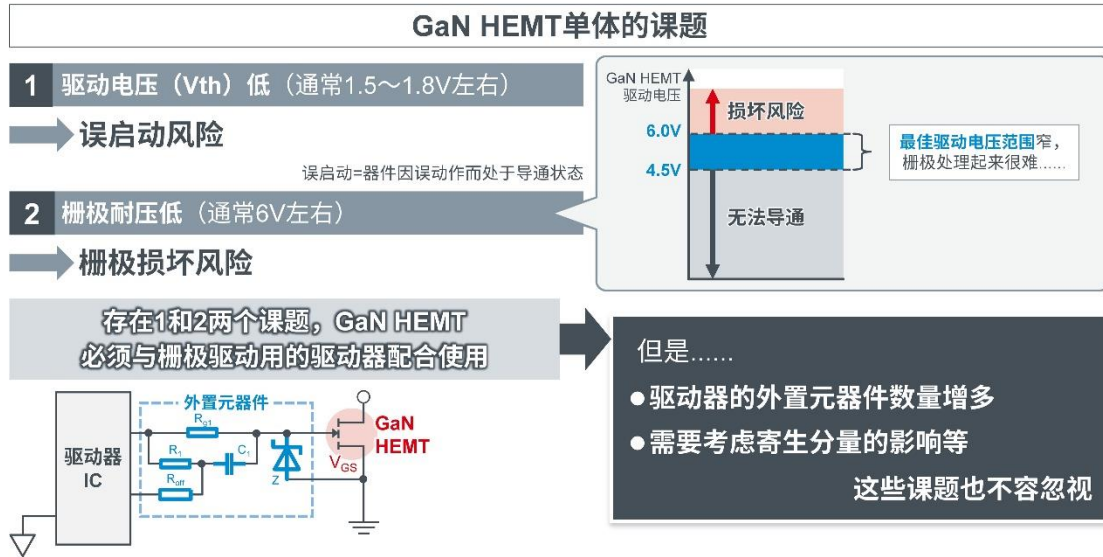 GaN HEMT单体的课题
1 驱动电压（Vth）低（通常1.5～1.8V左右）
误启动风险
误启动=器件因误动作而处于导通状态
2 栅极耐压低（通常6V左右）
栅极损坏风险
GaN HEMT
驱动电压
损坏风险
6.0V
4.5V
无法导通
最佳驱动电压范围窄，
栅极处理起来很难......
存在1和2两个课题，GaN HEMT
必须与栅极驱动用的驱动器配合使用
外置元器件
驱动器
IC
Rg1
R1
C1
Roff
Z
VGS
GaN
HEMT
但是......
●驱动器的外置元器件数量增多
●需要考虑寄生分量的影响等
这些课题也不容忽视